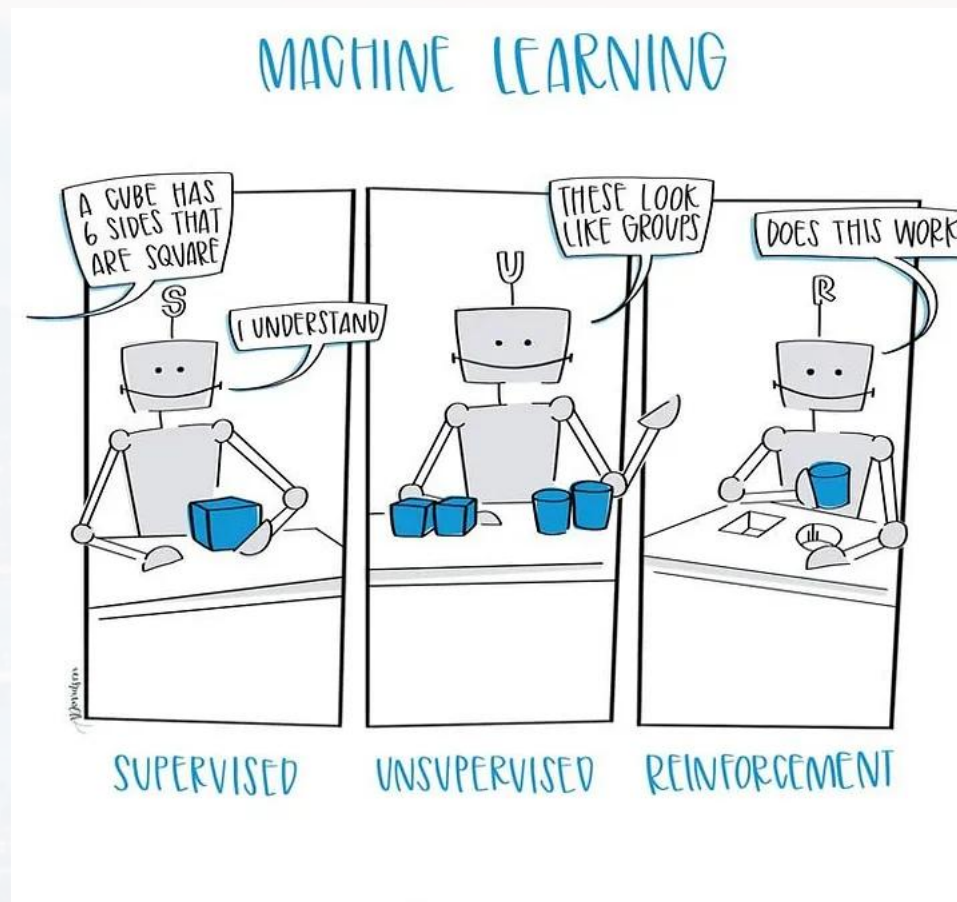 MACHINE LEARNING
A CUBE HAS
6 SIDES THAT
ARE SQUARE
S
I UNDERSTAND
THESE LOOK
LIKE GROUPS
U
DOES THIS WORK
R
SUPERVISED
UNSUPERVISED
REINFORCEMENT